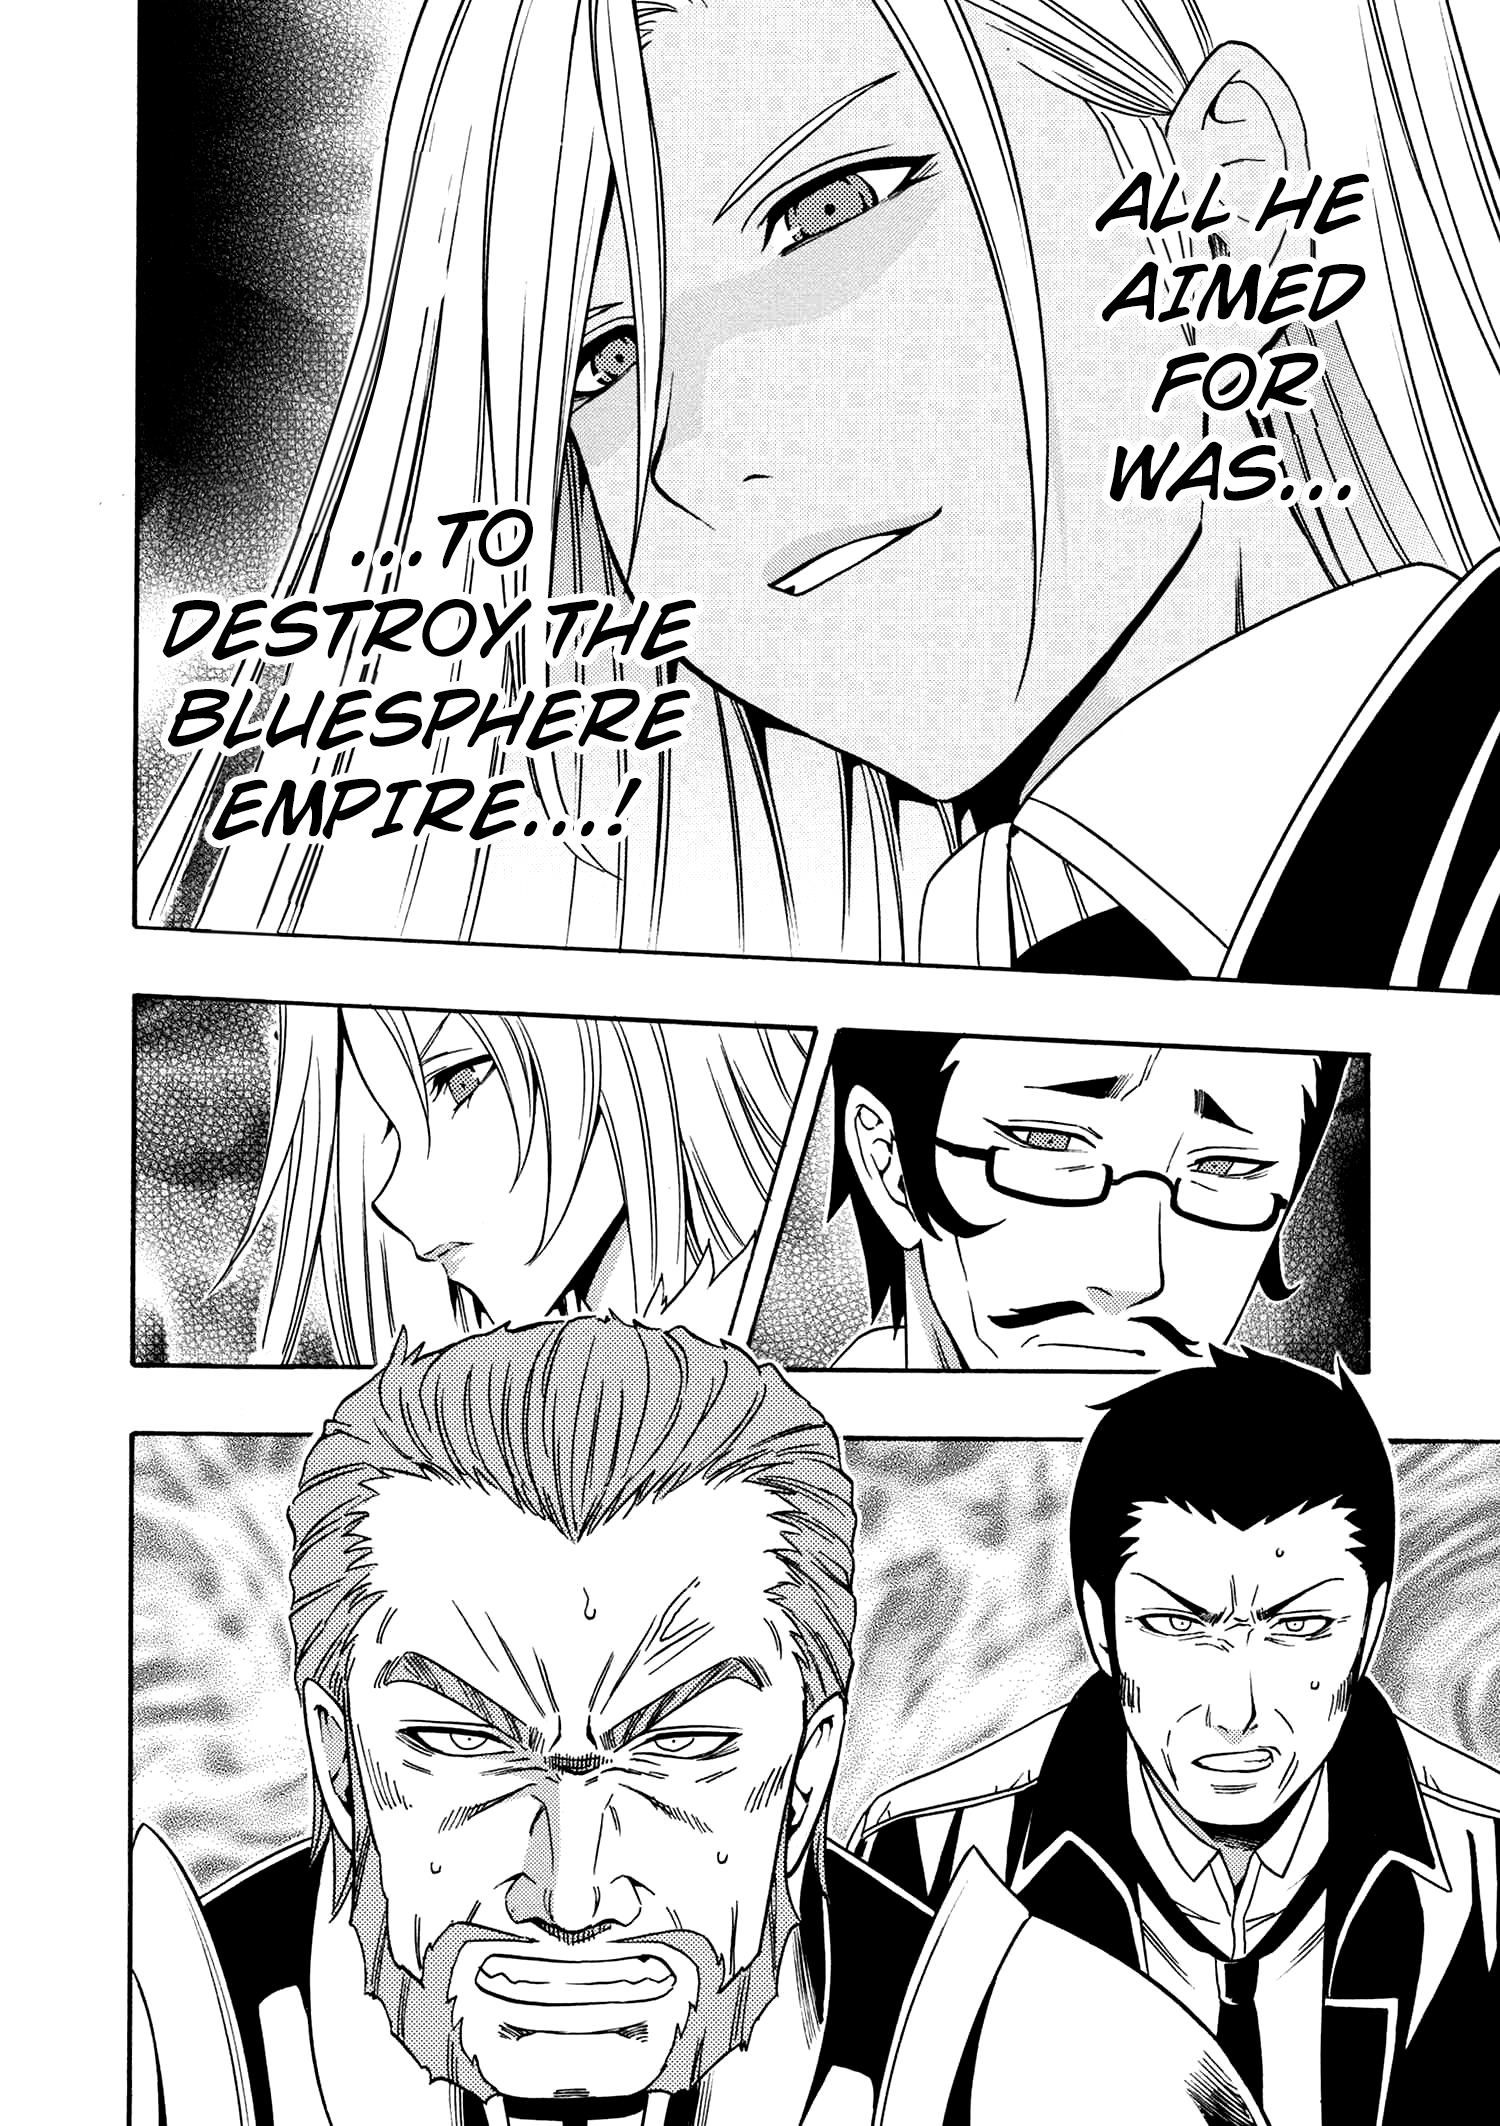 ALL HE
AIMED
FOR
WAS...
...TO
DESTROY THE
BLUESPHERE
EMPIRE...!